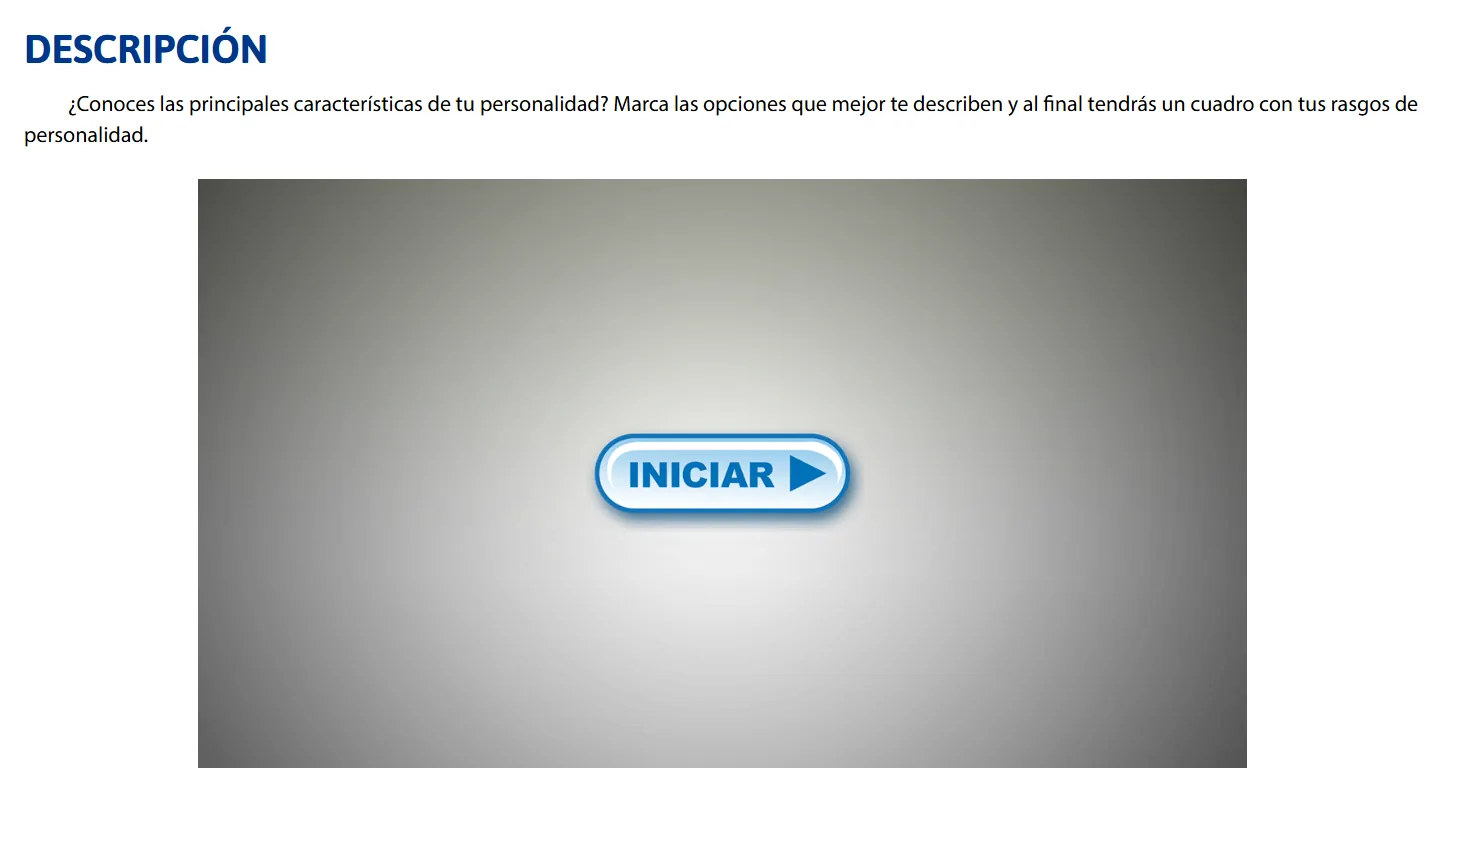 DESCRIPCIÓN
¿Conoces las principales características de tu personalidad? Marca las opciones que mejor te describen y al final tendrás un cuadro con tus rasgos de
personalidad.
INICIAR